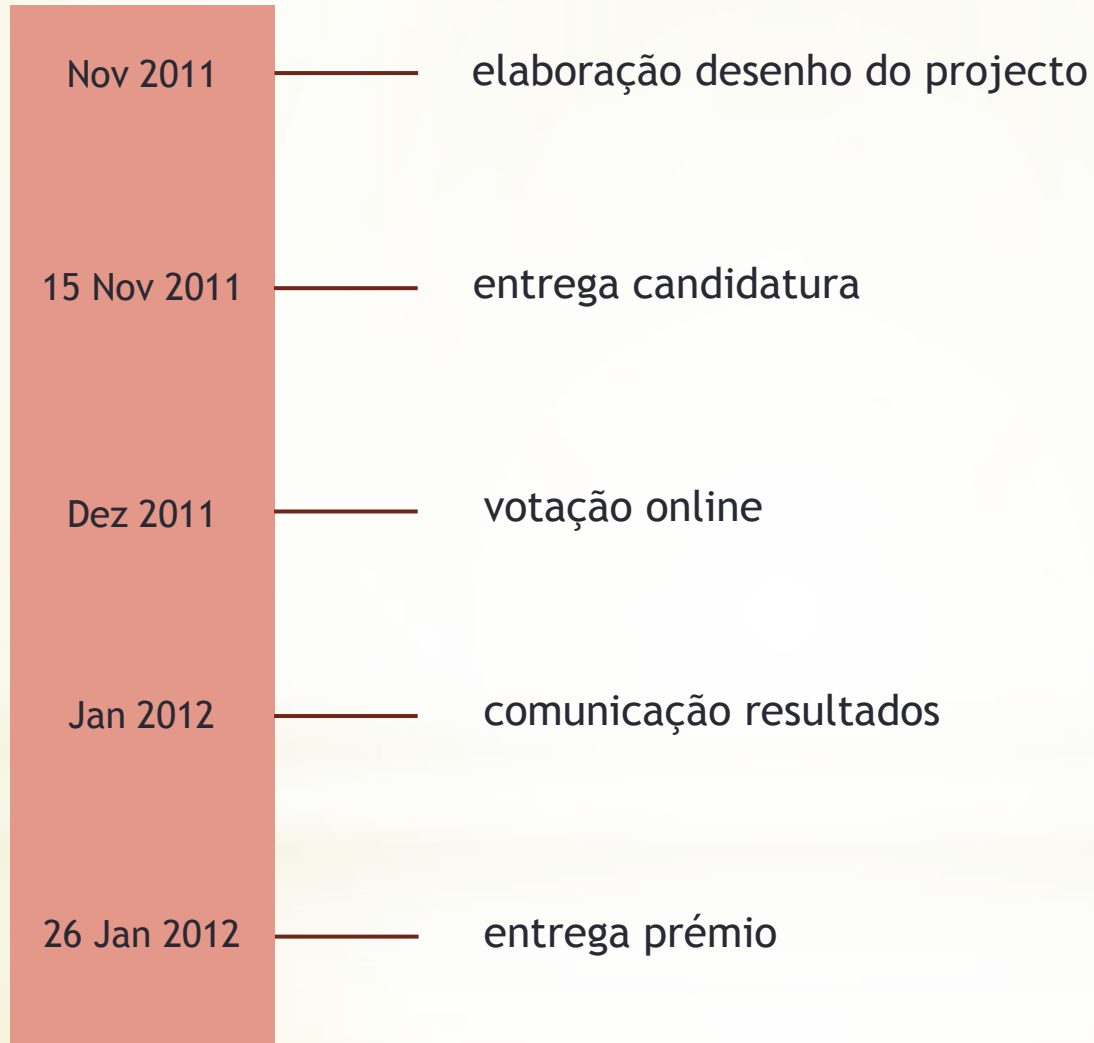 Nov 2011 elaboração desenho do projecto
15 Nov 2011 entrega candidatura
Dez 2011 votação online
Jan 2012 comunicação resultados
26 Jan 2012 entrega prémio